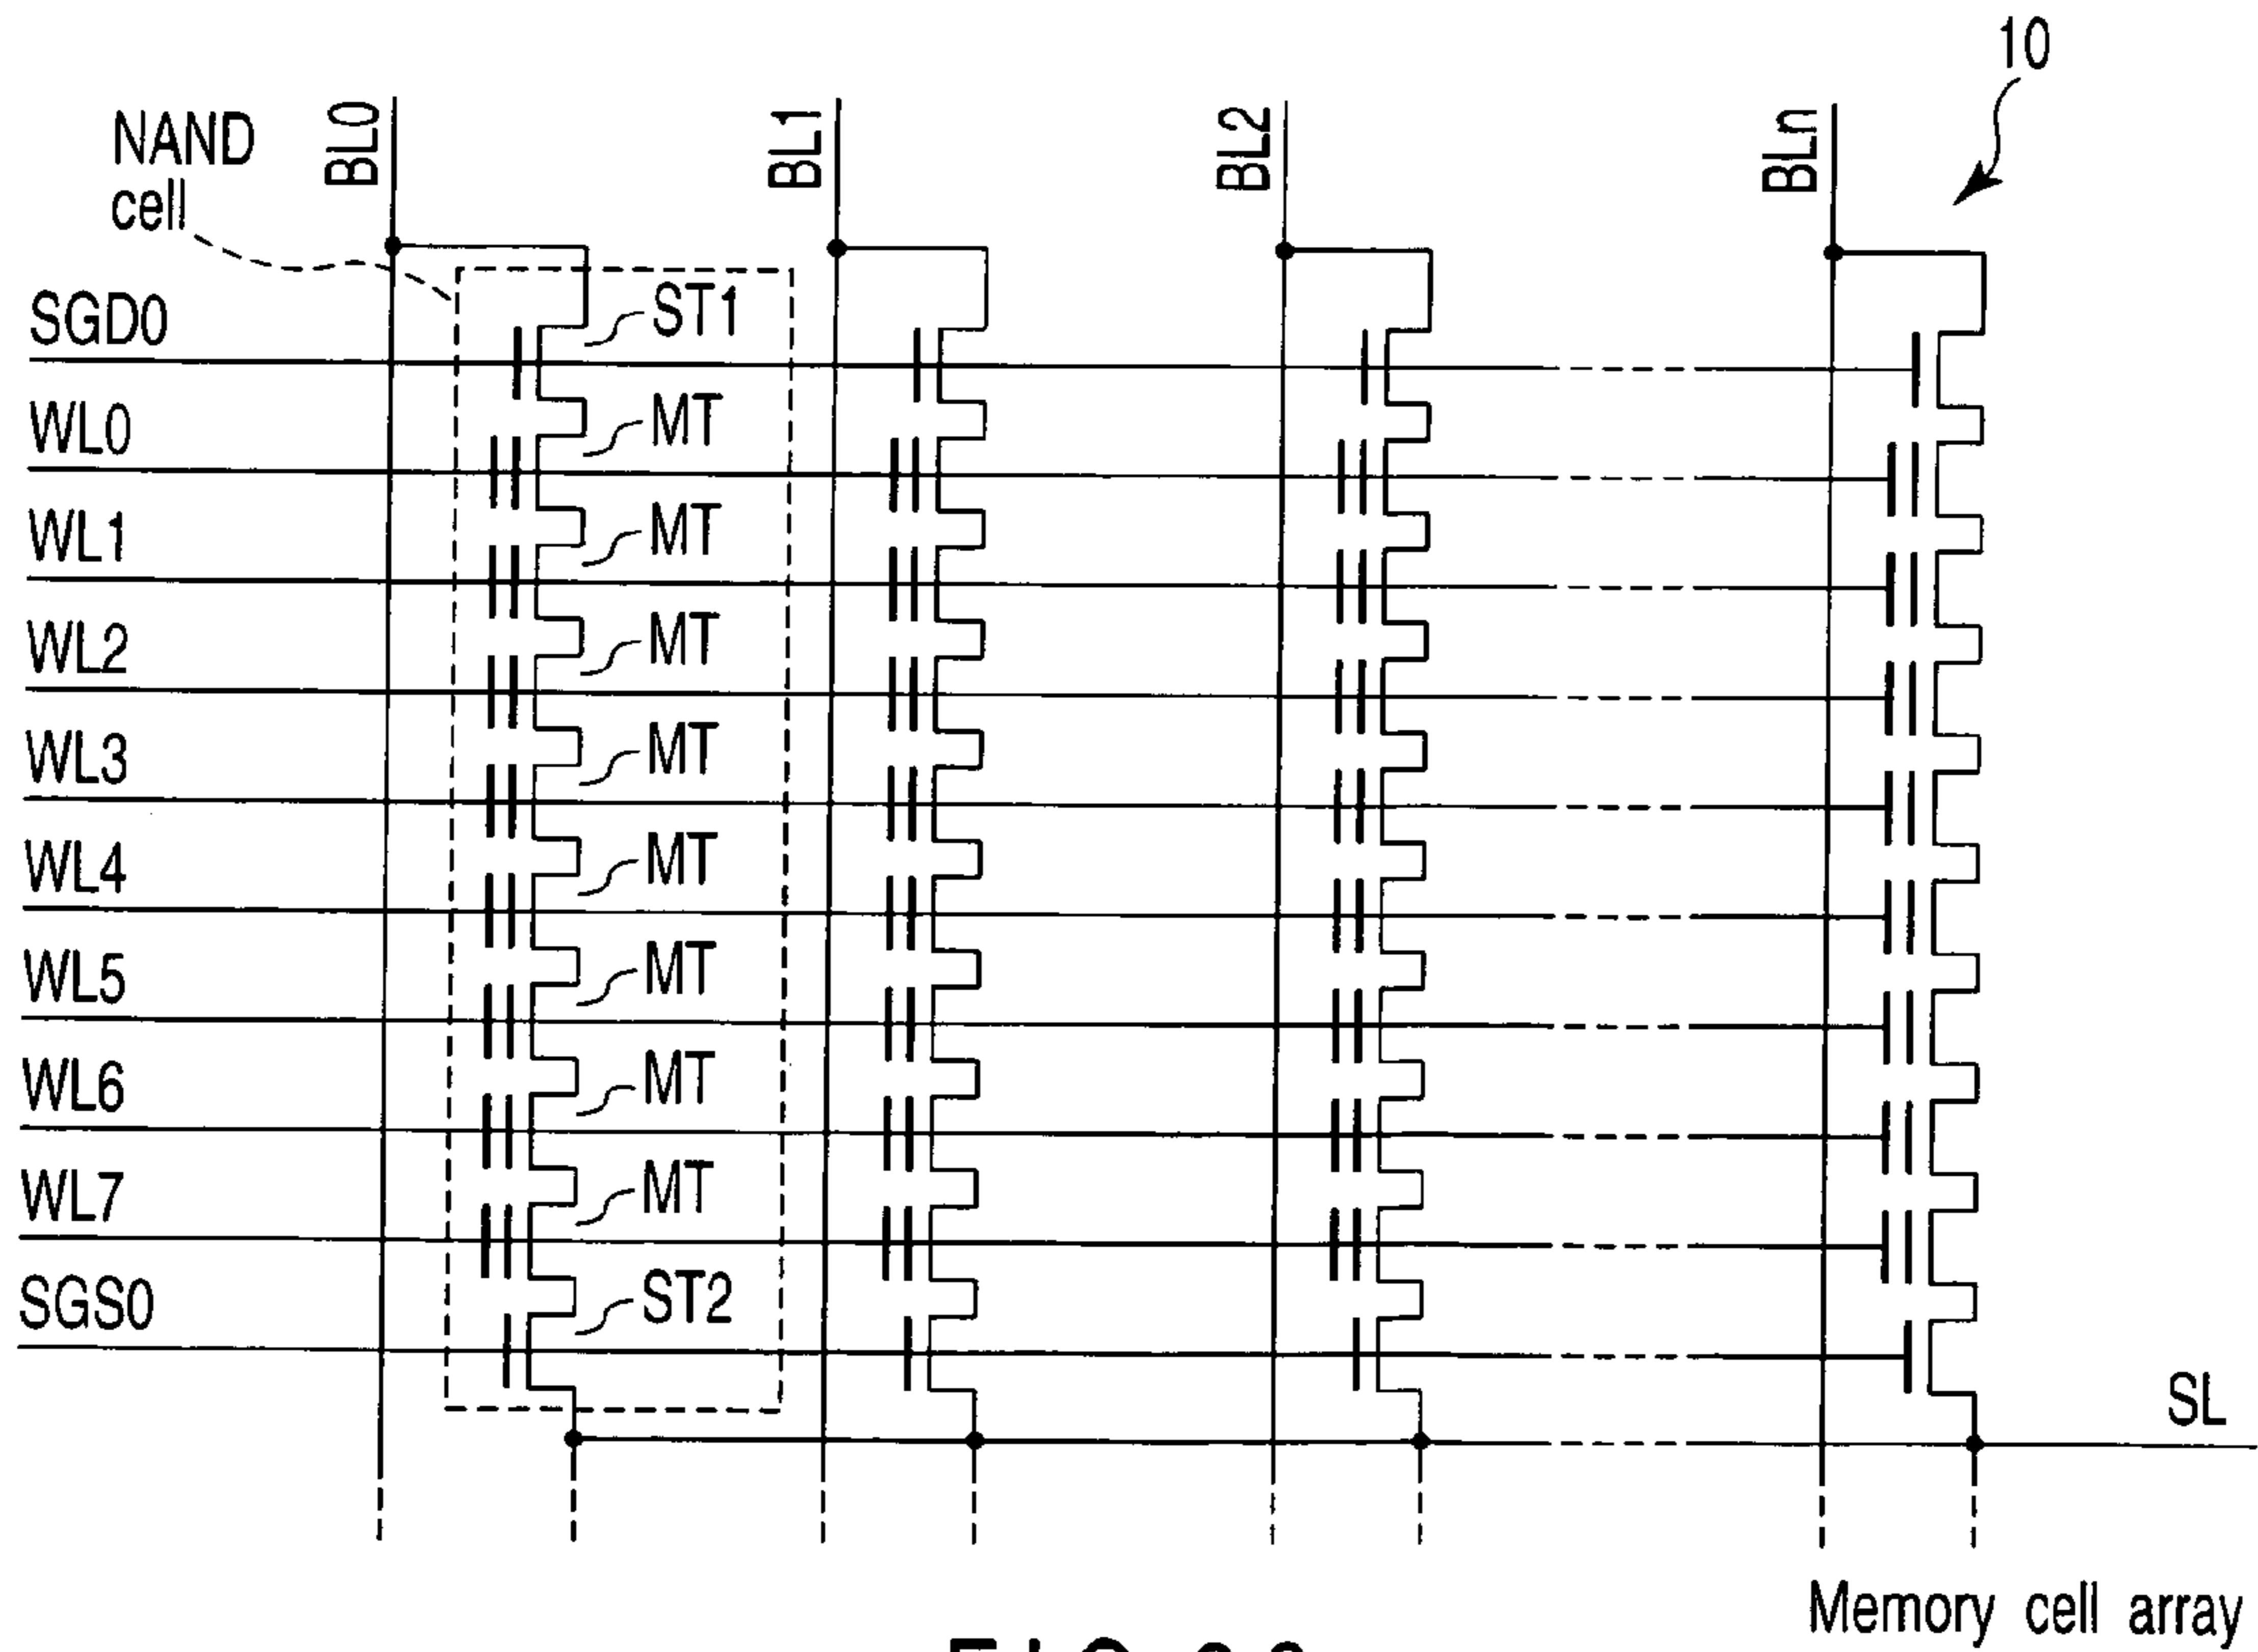 10
NAND
cell
BL0
BL1
BL2
BLn
SGD0
ST1
WL0
MT
WL1
MT
WL2
MT
WL3
MT
WL4
MT
WL5
MT
WL6
MT
WL7
MT
SGS0
ST2
SL
Memory cell array